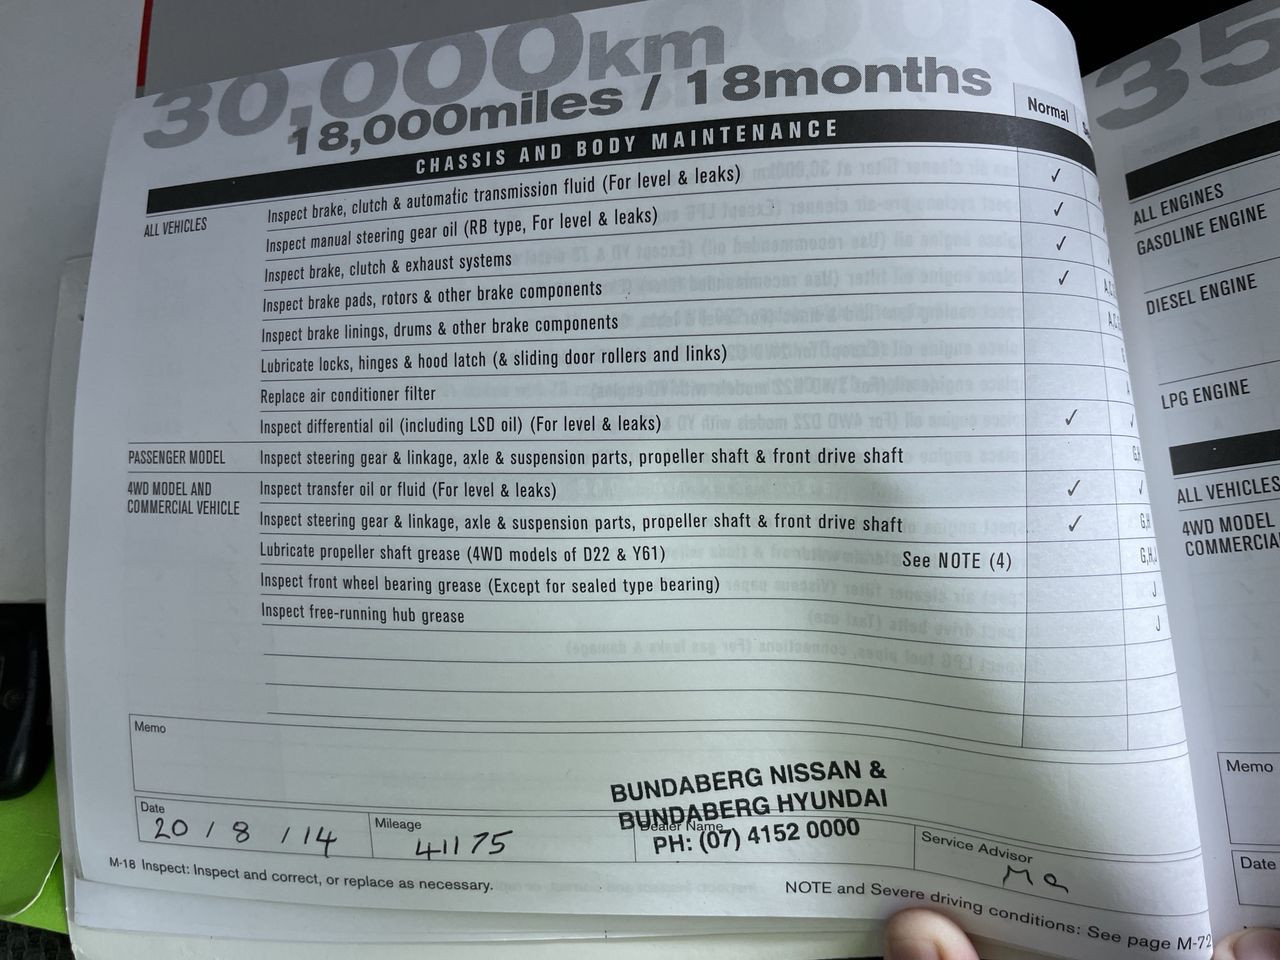 30,000km
18,000miles / 18months
Normal
CHASSIS AND BODY MAINTENANCE
ALL VEHICLES
Inspect brake, clutch & automatic transmission fluid (For level & leaks) ✓
Inspect manual steering gear oil (RB type, For level & leaks) ✓
Inspect brake, clutch & exhaust systems ✓
Inspect brake pads, rotors & other brake components ✓
Inspect brake linings, drums & other brake components
Lubricate locks, hinges & hood latch (& sliding door rollers and links)
Replace air conditioner filter
Inspect differential oil (including LSD oil) (For level & leaks) ✓
PASSENGER MODEL Inspect steering gear & linkage, axle & suspension parts, propeller shaft & front drive shaft
4WD MODEL AND
COMMERCIAL VEHICLE
Inspect transfer oil or fluid (For level & leaks) ✓ ✓
Inspect steering gear & linkage, axle & suspension parts, propeller shaft & front drive shaft ✓ G,H
Lubricate propeller shaft grease (4WD models of D22 & Y61) See NOTE (4) G,H,J
Inspect front wheel bearing grease (Except for sealed type bearing) J
Inspect free-running hub grease J
Memo
BUNDABERG NISSAN &
BUNDABERG HYUNDAI
PH: (07) 4152 0000
Date
20 / 8 / 14
Mileage
41175
Dealer Name
Service Advisor
M-18 Inspect: Inspect and correct, or replace as necessary.
NOTE and Severe driving conditions: See page M-72
35
ALL ENGINES
GASOLINE ENGINE
DIESEL ENGINE
LPG ENGINE
ALL VEHICLES
4WD MODEL
COMMERCIA
Memo
Date